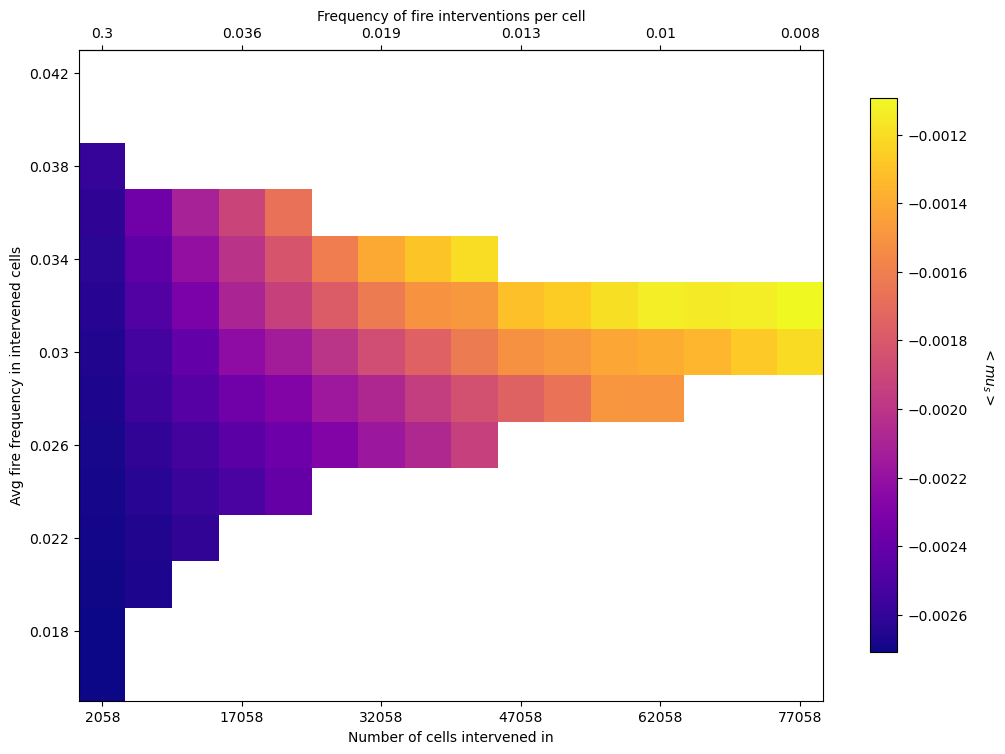 Frequency of fire interventions per cell
0.3 0.036 0.019 0.013 0.01 0.008
0.042
0.038
0.034
0.03
0.026
0.022
0.018
Avg fire frequency in intervened cells
2058 17058 32058 47058 62058 77058
Number of cells intervened in
−0.0012
−0.0014
−0.0016
−0.0018
−0.0020
−0.0022
−0.0024
−0.0026
< mu_s >